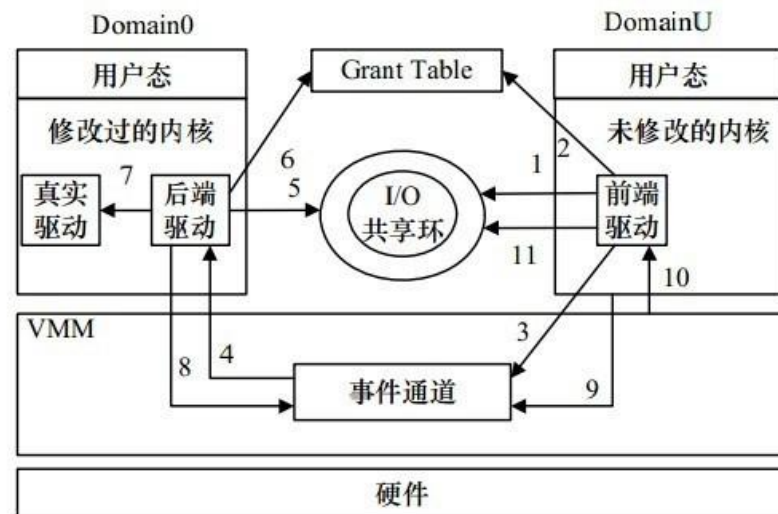 Domain0
DomainU
用户态
Grant Table
用户态
修改过的内核
未修改的内核
7
6
5
1
2
真实
驱动
后端
驱动
I/O
共享环
前端
驱动
11
10
VMM
3
8
4
事件通道
9
硬件